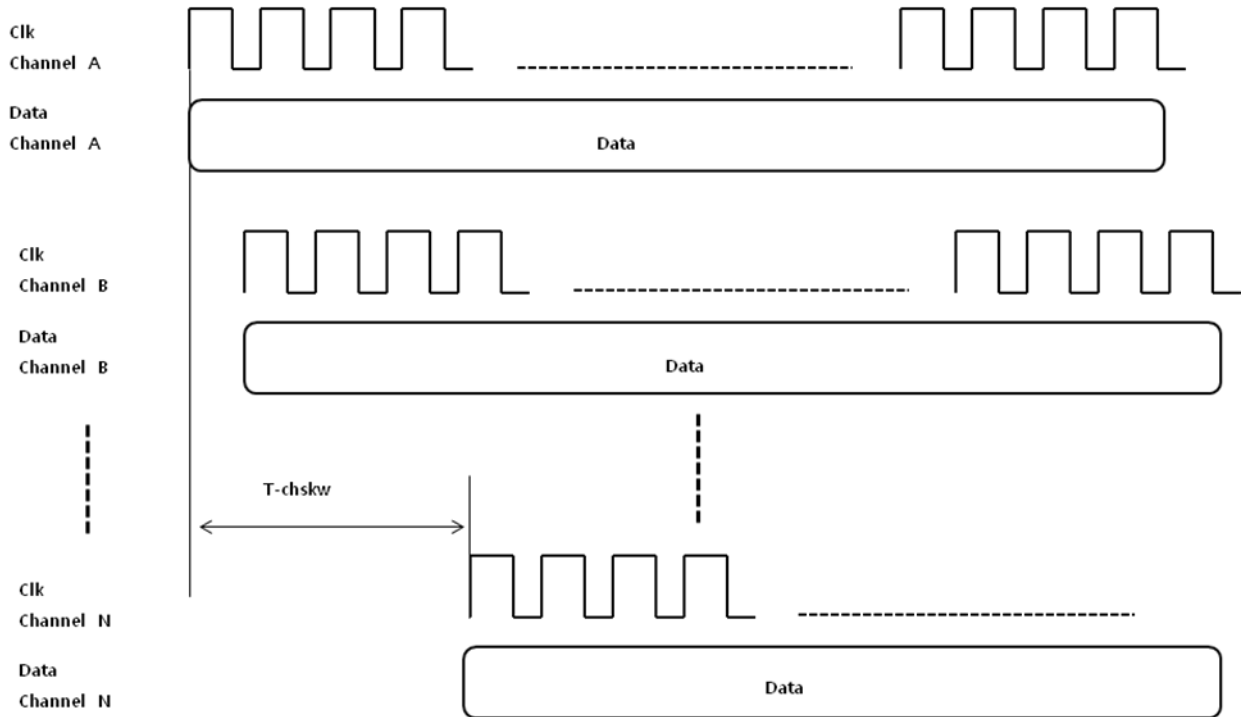 Clk
Channel A
Data
Channel A
Data
Clk
Channel B
Data
Channel B
Data
T-chskw
Clk
Channel N
Data
Channel N
Data